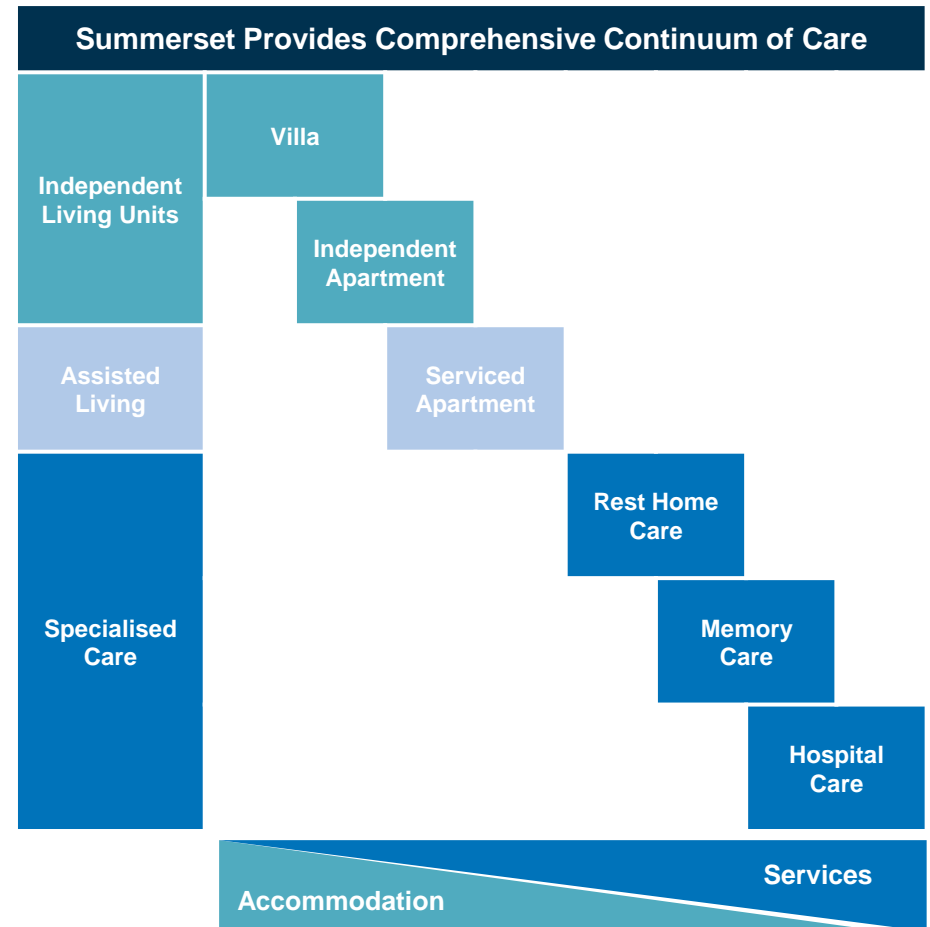 Summerset Provides Comprehensive Continuum of Care
Independent
Living Units
Villa
Independent
Apartment
Assisted
Living
Serviced
Apartment
Specialised
Care
Rest Home
Care
Memory
Care
Hospital
Care
Accommodation
Services